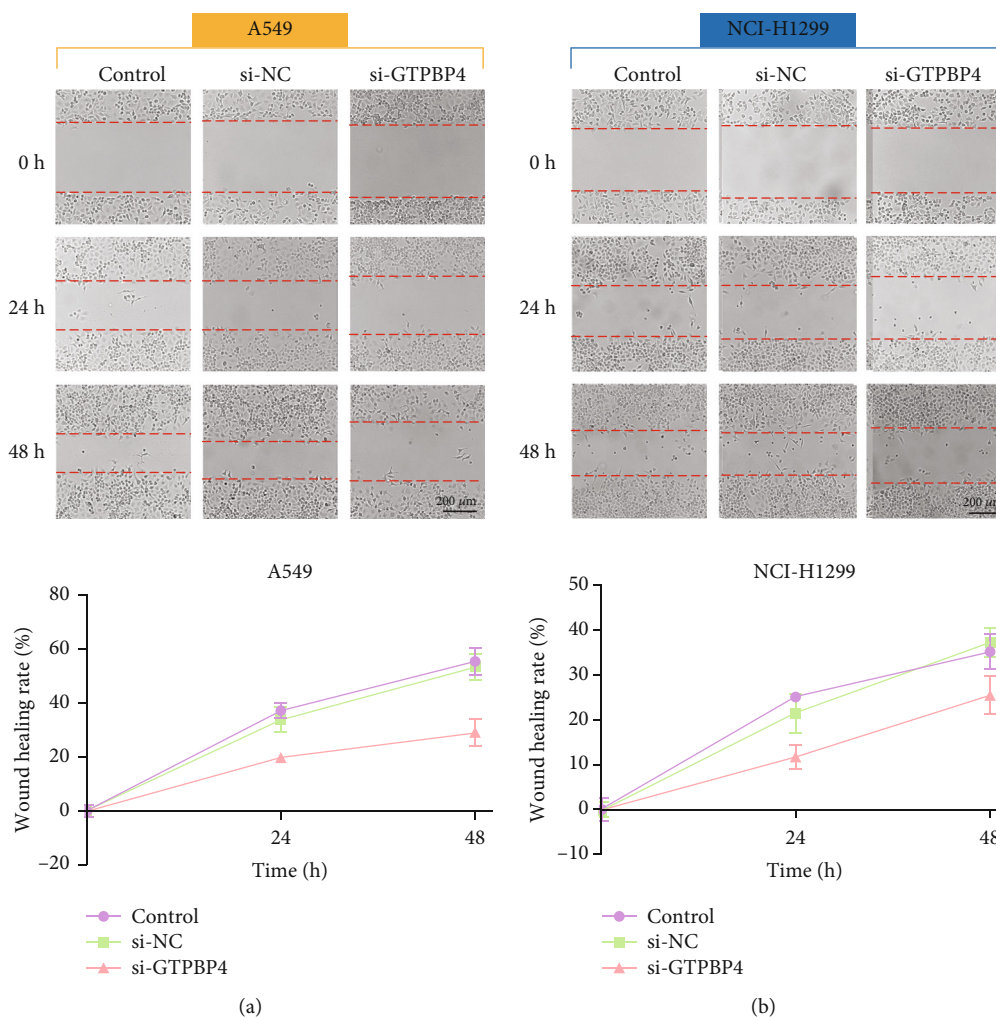 A549
Control si-NC si-GTPBP4
0 h
24 h
48 h
200 μm
A549
Wound healing rate (%)
80
60
40
20
0
−20
24 48
Time (h)
Control
si-NC
si-GTPBP4
(a)
NCI-H1299
Control si-NC si-GTPBP4
0 h
24 h
48 h
200 μm
NCI-H1299
Wound healing rate (%)
50
40
30
20
10
0
−10
24 48
Time (h)
Control
si-NC
si-GTPBP4
(b)